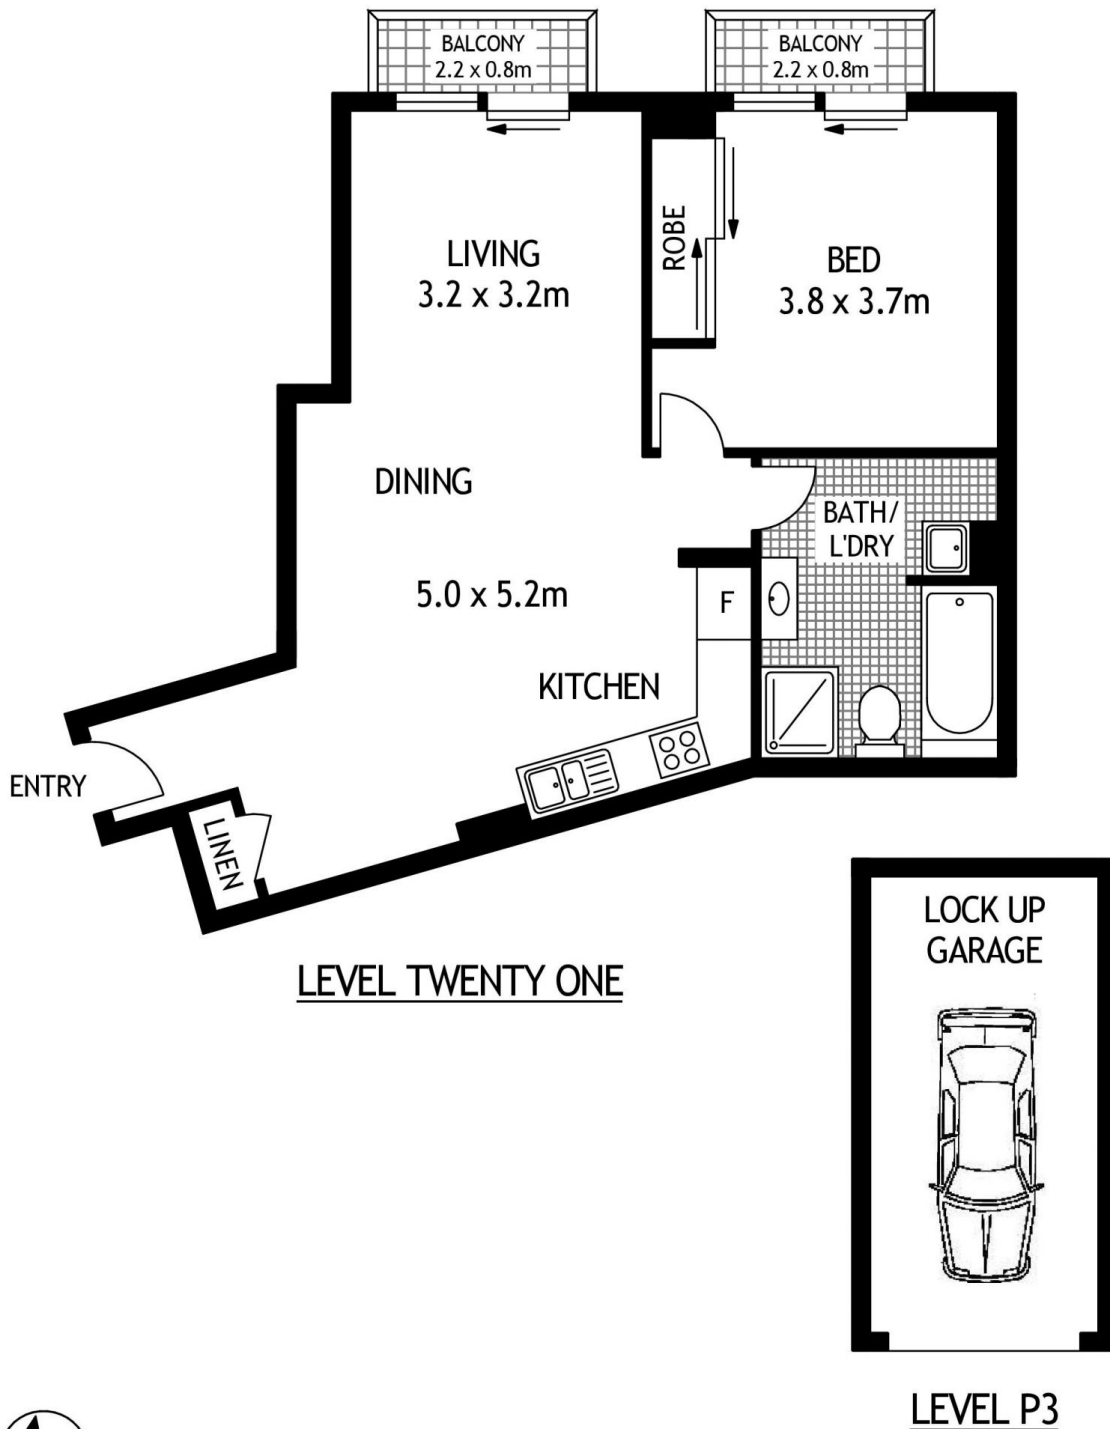 BALCONY
2.2 x 0.8m
BALCONY
2.2 x 0.8m
LIVING
3.2 x 3.2m
ROBE
BED
3.8 x 3.7m
DINING
BATH/
L'DRY
5.0 x 5.2m
F
KITCHEN
ENTRY
LINEN
LEVEL TWENTY ONE
LOCK UP
GARAGE
LEVEL P3